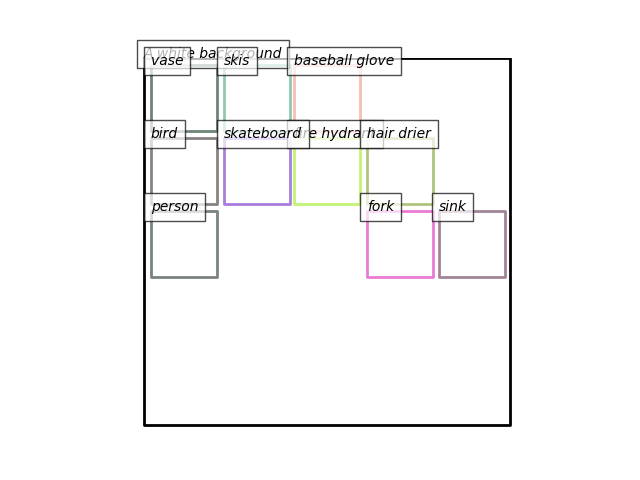 A white background
vase
skis
baseball glove
bird
skateboard
fire hydrant
hair drier
person
fork
sink